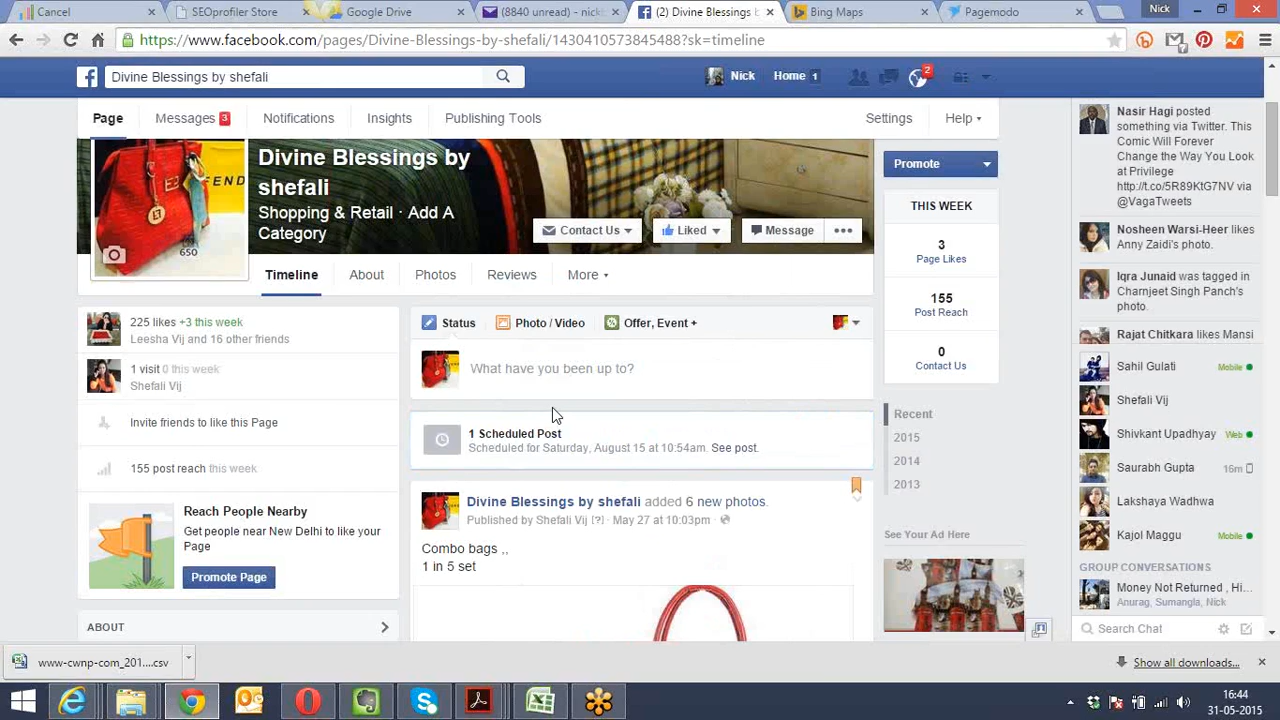 Cancel
SEOprofiler Store
Google Drive
(8840 unread) - nickb
(2) Divine Blessings b
Bing Maps
Pagemodo
Nick
https://www.facebook.com/pages/Divine-Blessings-by-shefali/1430410573845488?sk=timeline
Divine Blessings by shefali
Nick
Home 1
2
Page
Messages 3
Notifications
Insights
Publishing Tools
Settings
Help
Divine Blessings by
shefali
Shopping & Retail · Add A
Category
650
Contact Us
Liked
Message
Timeline
About
Photos
Reviews
More
225 likes +3 this week
Leesha Vij and 16 other friends
1 visit 0 this week
Shefali Vij
Invite friends to like this Page
155 post reach this week
Reach People Nearby
Get people near New Delhi to like your
Page
Promote Page
ABOUT
Status
Photo / Video
Offer, Event +
What have you been up to?
1 Scheduled Post
Scheduled for Saturday, August 15 at 10:54am. See post.
Divine Blessings by shefali added 6 new photos.
Published by Shefali Vij [?] · May 27 at 10:03pm ·
Combo bags ,,
1 in 5 set
Promote
THIS WEEK
3
Page Likes
155
Post Reach
0
Contact Us
Recent
2015
2014
2013
See Your Ad Here
Nasir Hagi posted
something via Twitter. This
Comic Will Forever
Change the Way You Look
at Privilege
http://t.co/5R89KtG7NV via
@VagaTweets
Nosheen Warsi-Heer likes
Anny Zaidi's photo.
Iqra Junaid was tagged in
Charnjeet Singh Panch's
photo.
Rajat Chitkara likes Mansi
Sahil Gulati Mobile
Shefali Vij
Shivkant Upadhyay Web
Saurabh Gupta 16m
Lakshaya Wadhwa
Kajol Maggu Mobile
GROUP CONVERSATIONS
Money Not Returned , Hi...
Anurag, Sumangla, Nick
Search Chat
www-cwnp-com_201....csv
Show all downloads...
16:44
31-05-2015